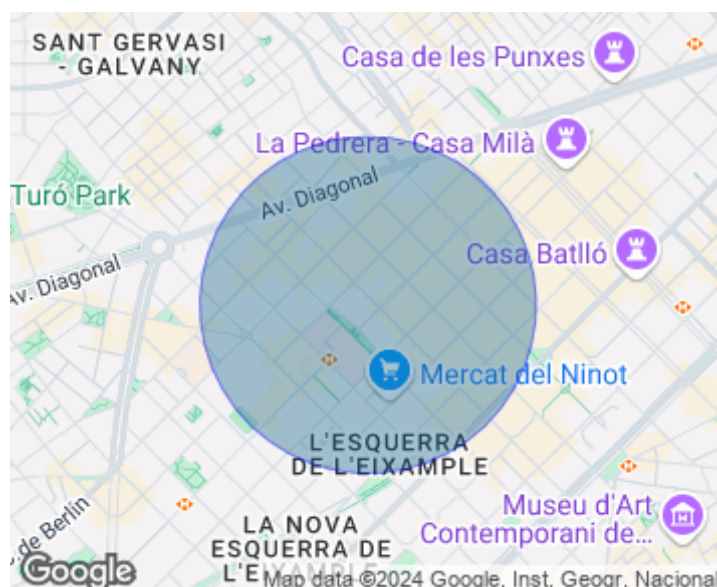 SANT GERVASI
- GALVANY
Casa de les Punxes
La Pedrera - Casa Milà
Turó Park
Av. Diagonal
Casa Batlló
Av. Diagonal
Mercat del Ninot
L'ESQUERRA
DE L'EIXAMPLE
Museu d'Art
Contemporani de...
. de Berlin
LA NOVA
ESQUERRA DE
L'EIXAMPLE
Google
Map data ©2024 Google, Inst. Geogr. Nacional